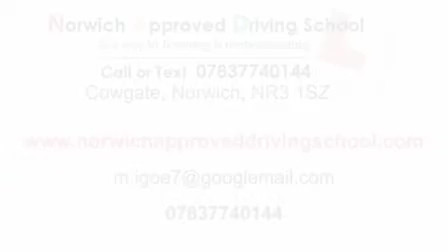 Norwich Approved Driving School
Call or Text 07837740144
Cowgate, Norwich, NR3 1SZ
www.norwichapproveddrivingschool.com
m.igoe7@googlemail.com
07837740144